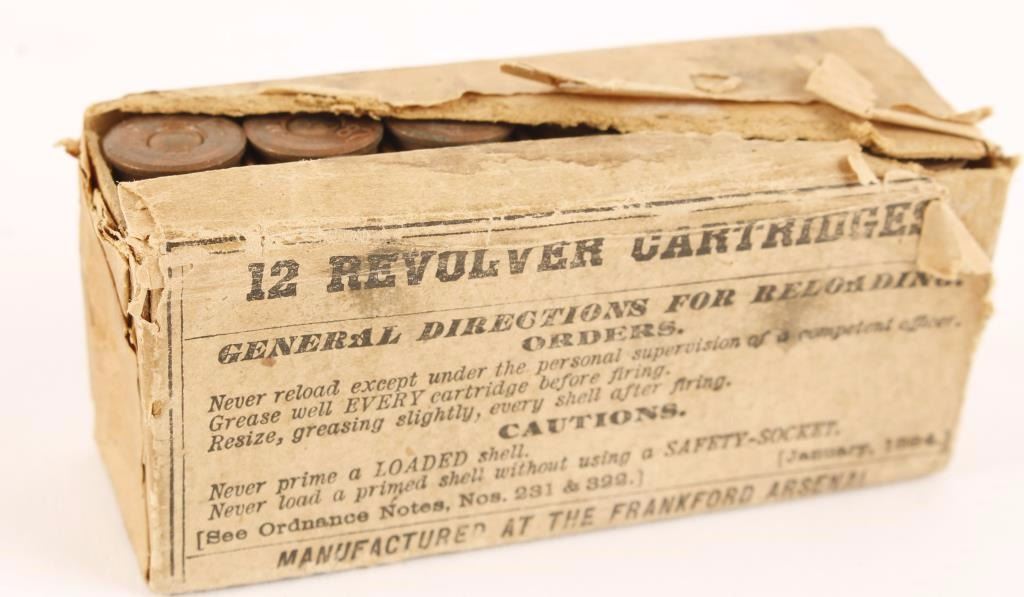 12 REVOLVER CARTRIDGES
GENERAL DIRECTIONS FOR RELOADING.
ORDERS.
Never reload except under the personal supervision of a competent officer.
Grease well EVERY cartridge before firing.
Resize, greasing slightly, every shell after firing.
CAUTIONS.
Never prime a LOADED shell.
Never load a primed shell without using a SAFETY-SOCKET.
[See Ordnance Notes, Nos. 231 & 322.] [January, 1884.]
MANUFACTURED AT THE FRANKFORD ARSENAL